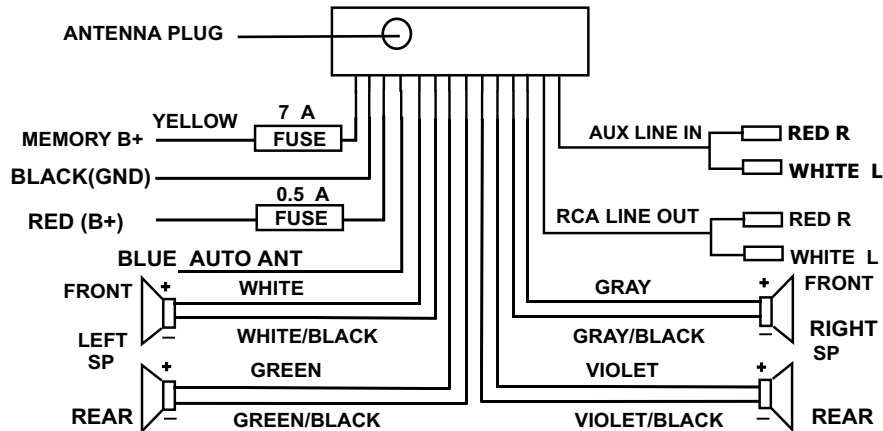 ANTENNA PLUG
7 A
YELLOW
FUSE
MEMORY B+
BLACK(GND)
0.5 A
RED (B+)
FUSE
BLUE AUTO ANT
FRONT
+
WHITE
LEFT
SP
–
WHITE/BLACK
+
GREEN
REAR
–
GREEN/BLACK
AUX LINE IN
RED R
WHITE L
RCA LINE OUT
RED R
WHITE L
GRAY
+
FRONT
GRAY/BLACK
–
RIGHT
SP
VIOLET
+
VIOLET/BLACK
–
REAR